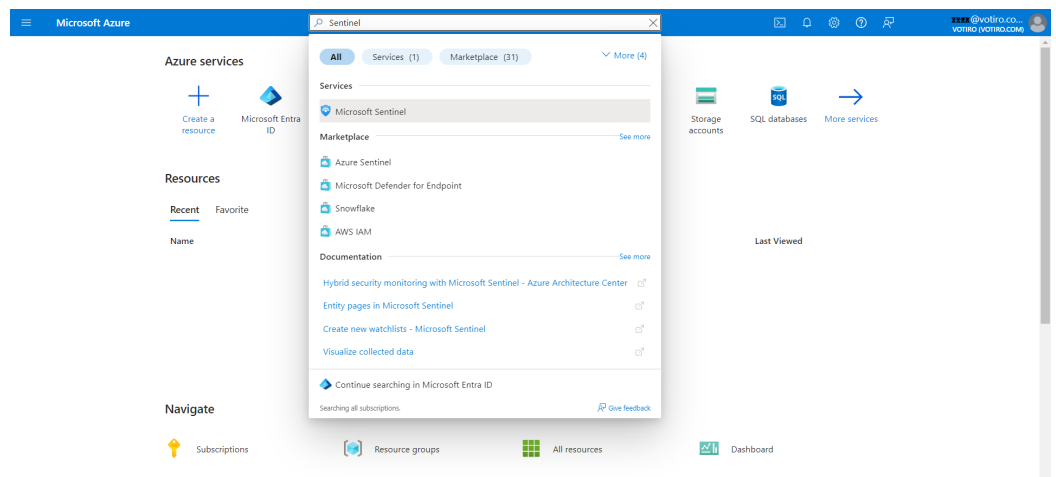 Microsoft Azure
Sentinel
xxxx@votiro.co...
VOTIRO (VOTIRO.COM)
All
Services (1)
Marketplace (31)
More (4)
Services
Microsoft Sentinel
Marketplace
See more
Azure Sentinel
Microsoft Defender for Endpoint
Snowflake
AWS IAM
Documentation
See more
Hybrid security monitoring with Microsoft Sentinel - Azure Architecture Center
Entity pages in Microsoft Sentinel
Create new watchlists - Microsoft Sentinel
Visualize collected data
Continue searching in Microsoft Entra ID
Searching all subscriptions.
Give feedback
Azure services
Create a
resource
Microsoft Entra
ID
Storage
accounts
SQL
SQL databases
More services
Resources
Recent
Favorite
Name
Last Viewed
Navigate
Subscriptions
Resource groups
All resources
Dashboard